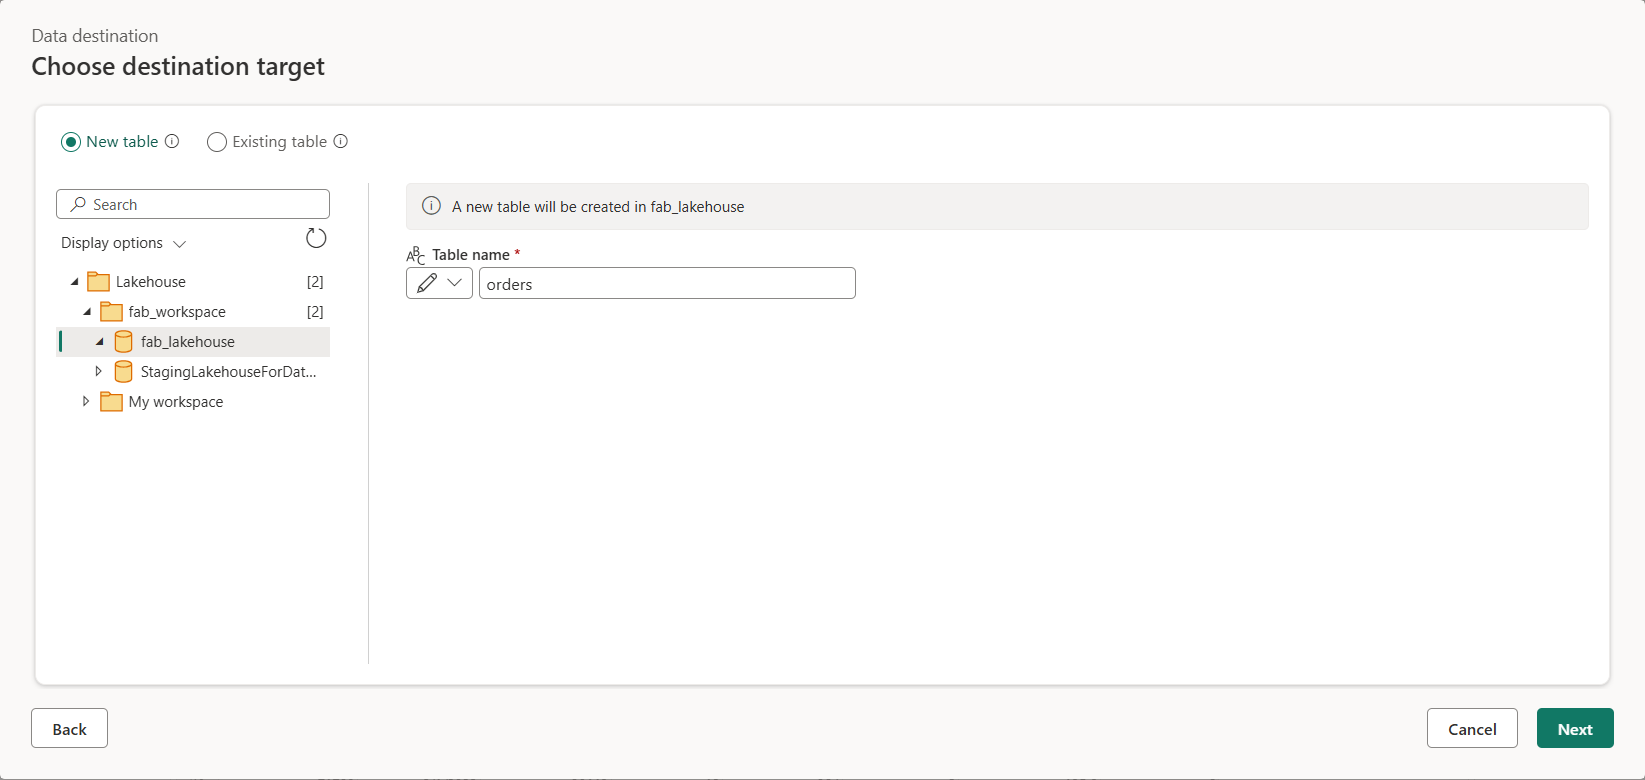 Data destination
Choose destination target
New table Existing table
Search
Display options
Lakehouse [2]
fab_workspace [2]
fab_lakehouse
StagingLakehouseForDat...
My workspace
A new table will be created in fab_lakehouse
ABC Table name *
orders
Back Cancel Next